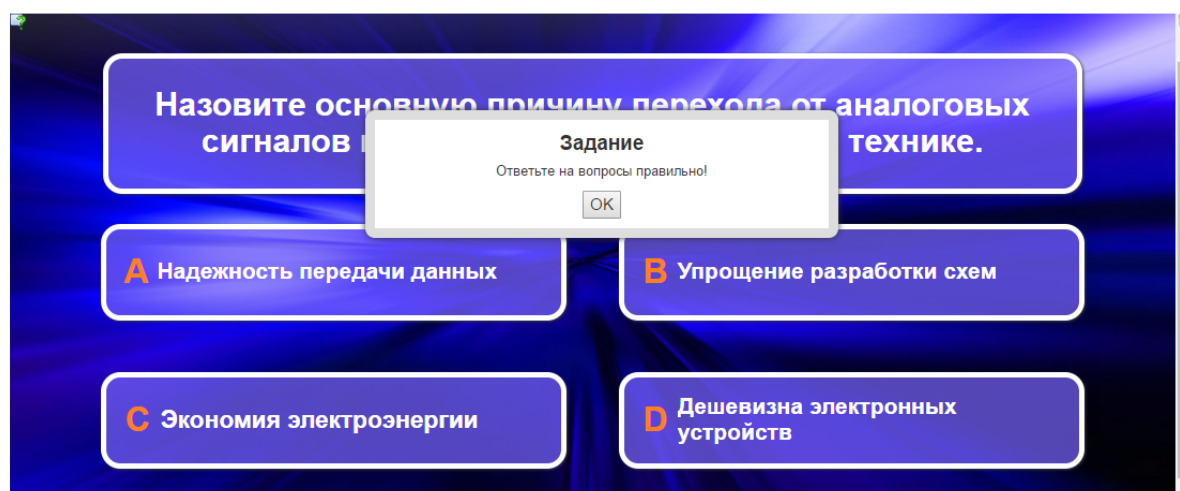 Назовите основную причину перехода от аналоговых
сигналов технике.
Задание
Ответьте на вопросы правильно!
OK
A Надежность передачи данных
B Упрощение разработки схем
C Экономия электроэнергии
D Дешевизна электронных
устройств